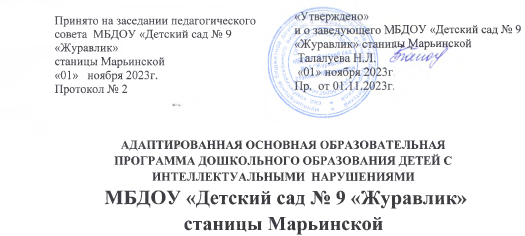 Принято на заседании педагогического
совета МБДОУ «Детский сад № 9
«Журавлик»
станицы Марьинской
«01» ноября 2023г.
Протокол № 2
«Утверждено»
и о заведующего МБДОУ «Детский сад № 9
«Журавлик» станицы Марьинской
Талалуева Н.Л.
«01» ноября 2023г
Пр. от 01.11.2023г.
АДАПТИРОВАННАЯ ОСНОВНАЯ ОБРАЗОВАТЕЛЬНАЯ
ПРОГРАММА ДОШКОЛЬНОГО ОБРАЗОВАНИЯ ДЕТЕЙ С
ИНТЕЛЛЕКТУАЛЬНЫМИ НАРУШЕНИЯМИ
МБДОУ «Детский сад № 9 «Журавлик»
станицы Марьинской